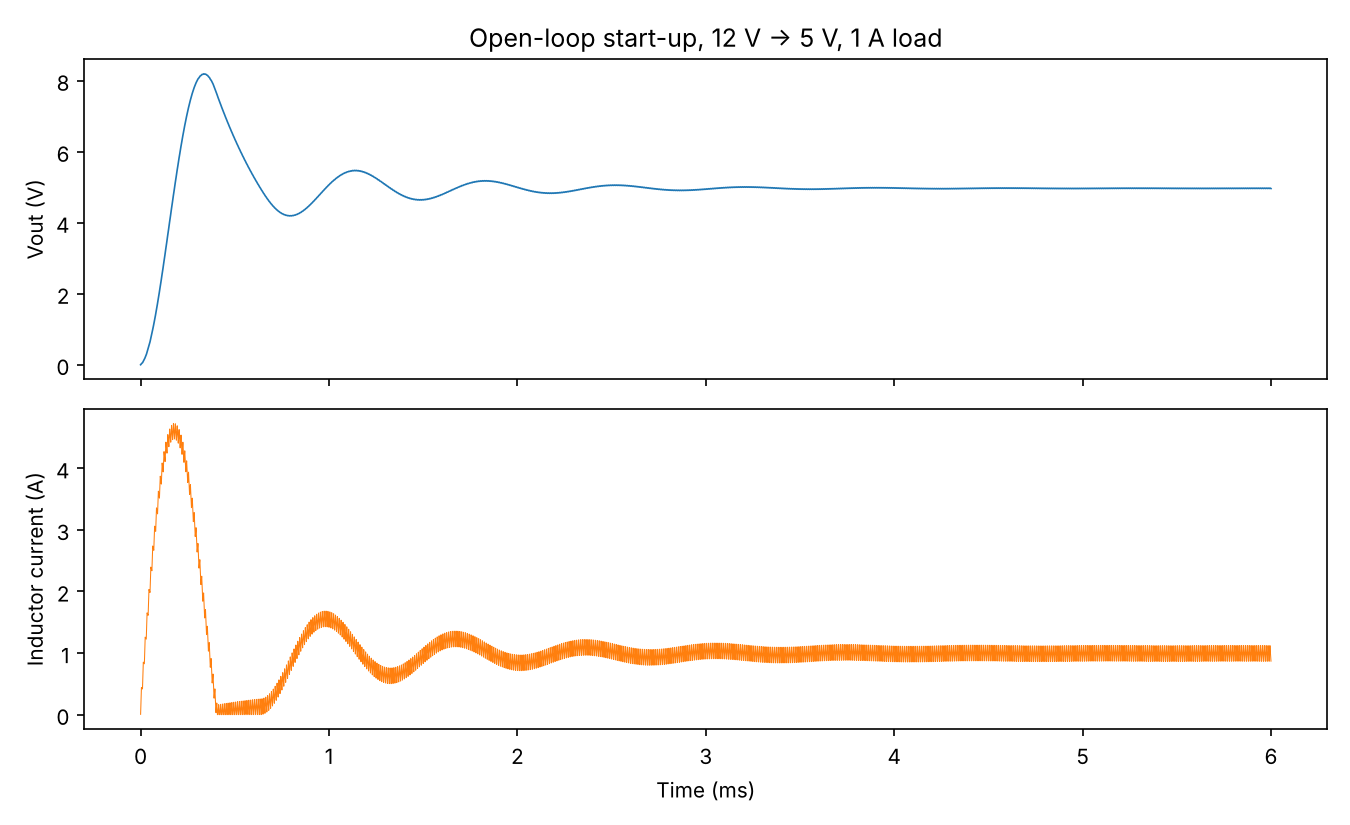 Open-loop start-up, 12 V → 5 V, 1 A load
Vout (V)
8
6
4
2
0
Inductor current (A)
4
3
2
1
0
0 1 2 3 4 5 6
Time (ms)